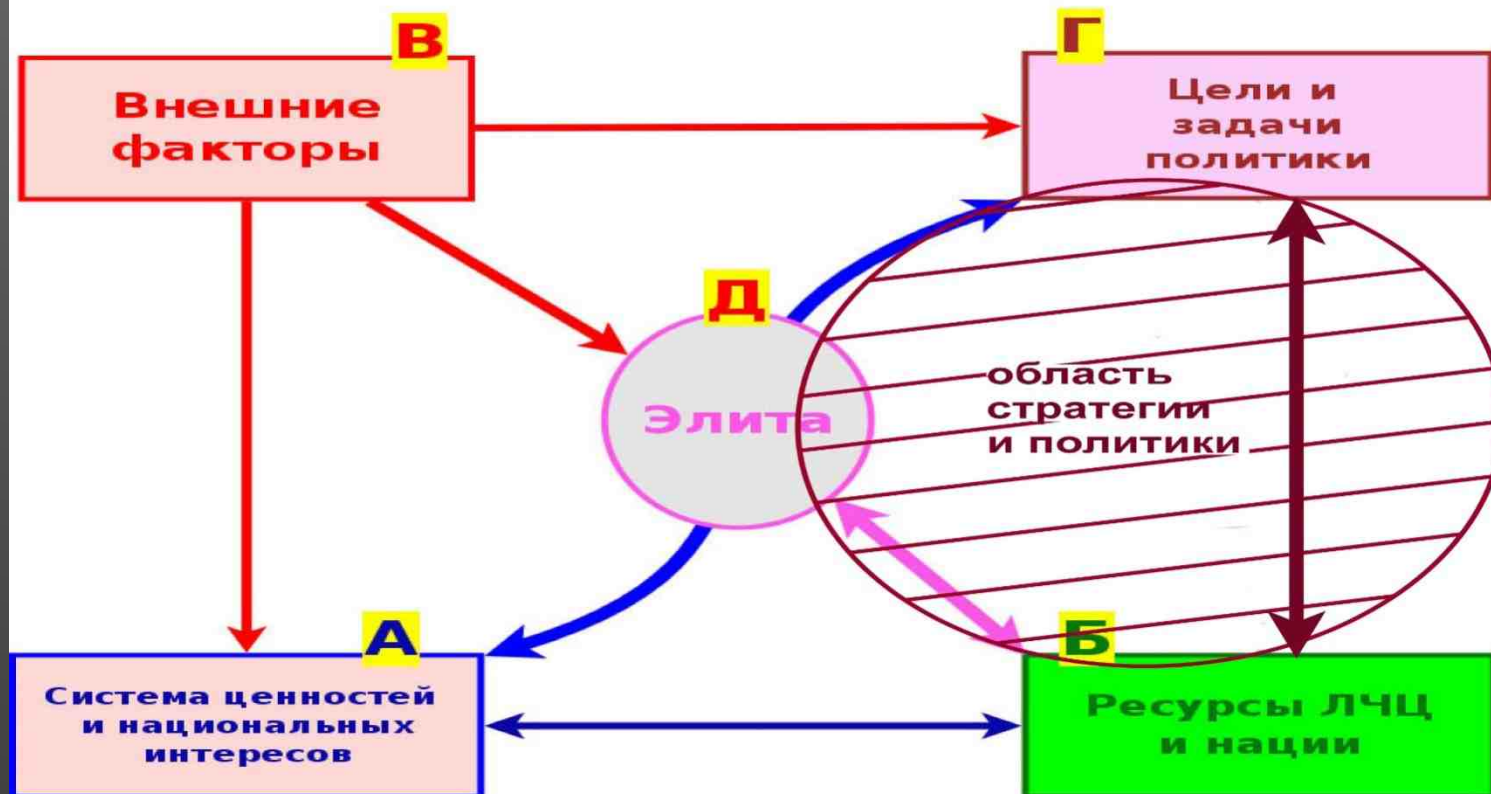 В
Внешние
факторы
Г
Цели и
задачи
политики
Д
Элита
область
стратегии
и политики
А
Система ценностей
и национальных
интересов
Б
Ресурсы ЛЧЦ
и нации